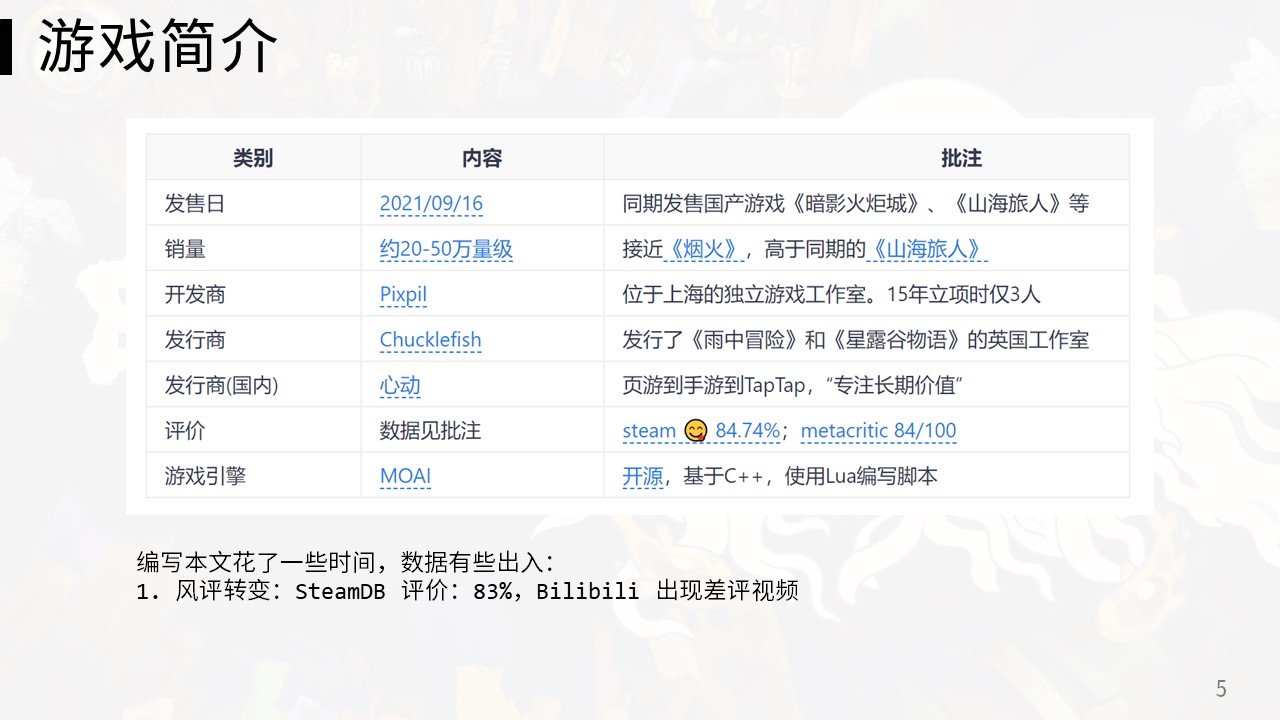 游戏简介
类别 内容 批注
发售日 2021/09/16 同期发售国产游戏《暗影火炬城》、《山海旅人》等
销量 约20-50万量级 接近《烟火》，高于同期的《山海旅人》
开发商 Pixpil 位于上海的独立游戏工作室。15年立项时仅3人
发行商 Chucklefish 发行了《雨中冒险》和《星露谷物语》的英国工作室
发行商(国内) 心动 页游到手游到TapTap，“专注长期价值”
评价 数据见批注 steam 😋 84.74%；metacritic 84/100
游戏引擎 MOAI 开源，基于C++，使用Lua编写脚本
编写本文花了一些时间，数据有些出入：
1. 风评转变：SteamDB 评价：83%，Bilibili 出现差评视频
5